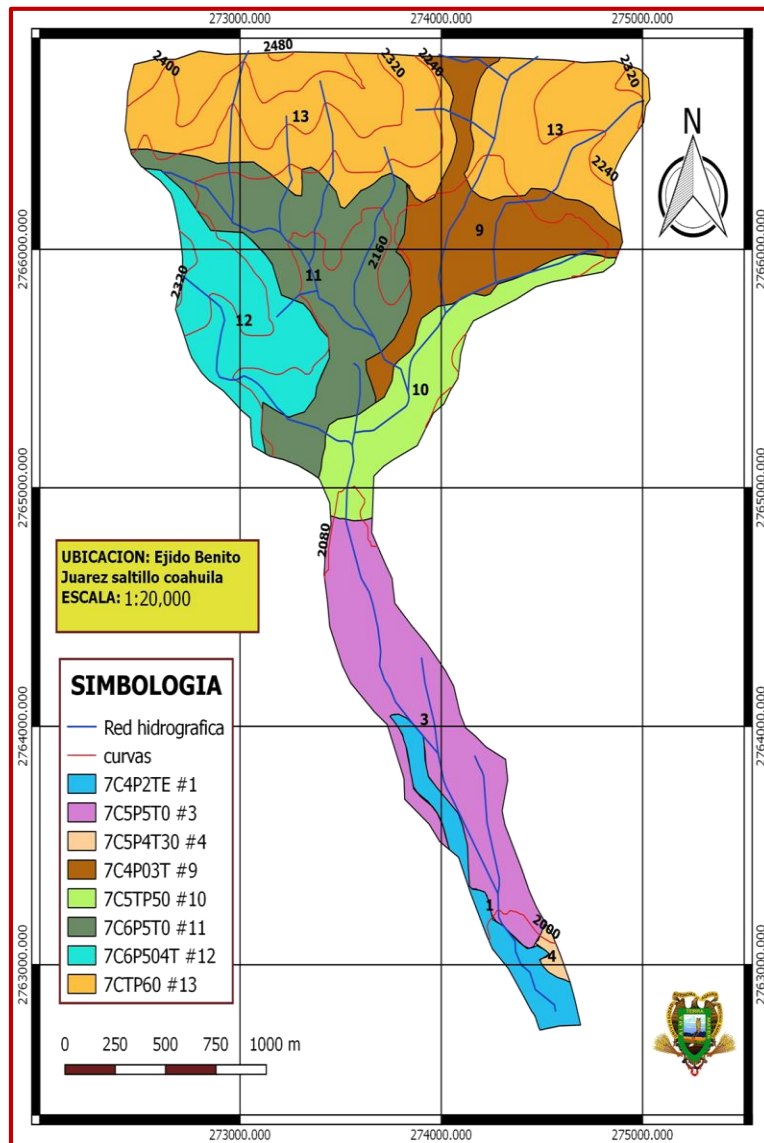 273000.000 274000.000 275000.000
2480
2400 2320 2240 2320
13 13
N
2240
9
2766000.000 2766000.000
2160
11
2320
12
10
2765000.000 2765000.000
2080
UBICACION: Ejido Benito
Juarez saltillo coahuila
ESCALA: 1:20,000
SIMBOLOGIA
Red hidrografica
curvas
7C4P2TE #1
7C5P5T0 #3
7C5P4T30 #4
7C4P03T #9
7C5TP50 #10
7C6P5T0 #11
7C6P504T #12
7CTP60 #13
3
2764000.000 2764000.000
1
2000
4
2763000.000 2763000.000
0 250 500 750 1000 m
273000.000 274000.000 275000.000